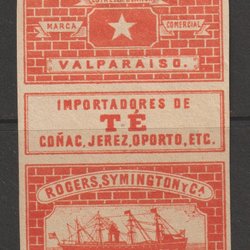 MARCA COMERCIAL
VALPARAISO.
IMPORTADORES DE
TÉ
COÑAC, JEREZ, OPORTO, ETC.
ROGERS, SYMINGTON Y CA